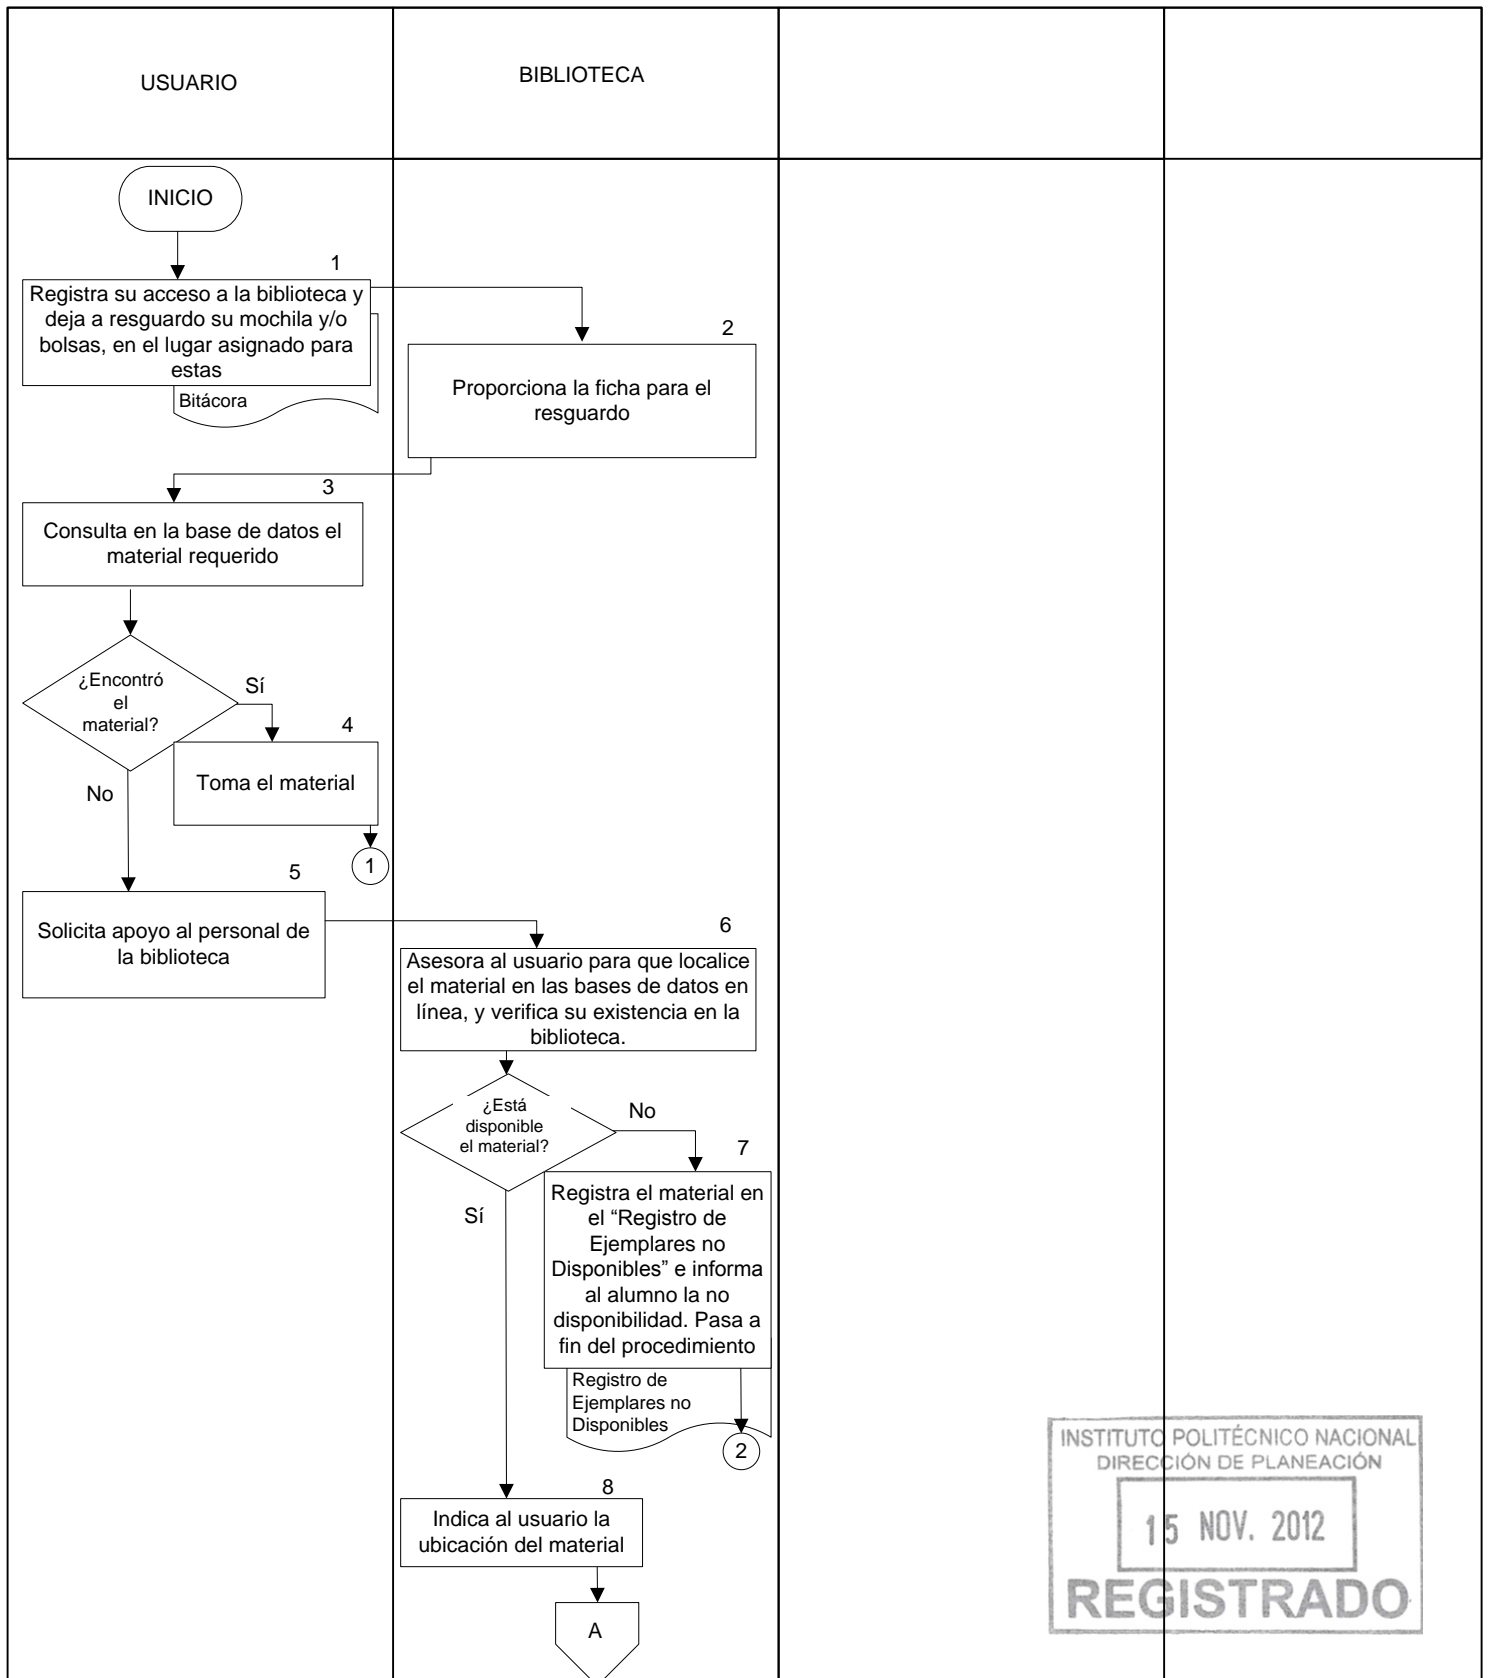 USUARIO
BIBLIOTECA
INICIO
1
Registra su acceso a la biblioteca y
deja a resguardo su mochila y/o
bolsas, en el lugar asignado para
estas
Bitácora
2
Proporciona la ficha para el
resguardo
3
Consulta en la base de datos el
material requerido
¿Encontró
el
material?
Sí
No
4
Toma el material
1
5
Solicita apoyo al personal de
la biblioteca
6
Asesora al usuario para que localice
el material en las bases de datos en
línea, y verifica su existencia en la
biblioteca.
¿Está
disponible
el material?
No
Sí
7
Registra el material en
el “Registro de
Ejemplares no
Disponibles” e informa
al alumno la no
disponibilidad. Pasa a
fin del procedimiento
Registro de
Ejemplares no
Disponibles
2
8
Indica al usuario la
ubicación del material
A
INSTITUTO POLITÉCNICO NACIONAL
DIRECCIÓN DE PLANEACIÓN
15 NOV. 2012
REGISTRADO